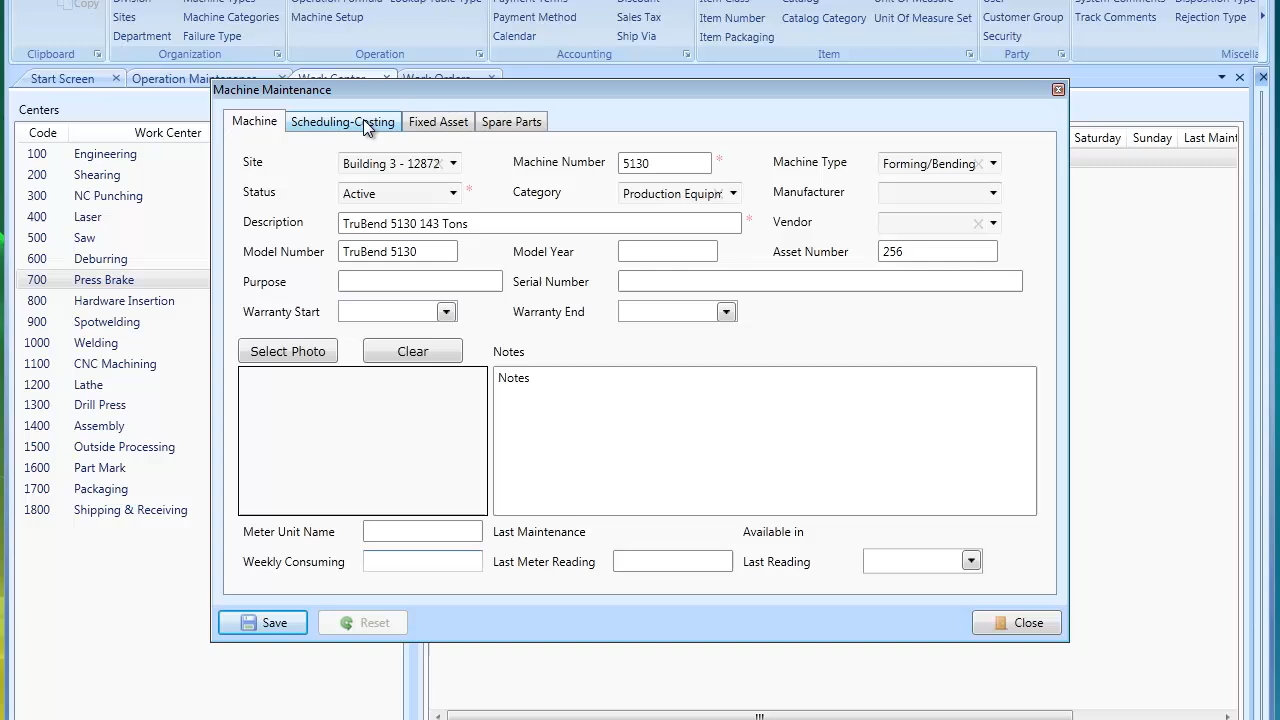 Copy
Division Machine Types Operation Formula Lookup Table Type Payment Terms Discount Item Class Unit Of Measure User System Comments Disposition Type
Sites Machine Categories Machine Setup Payment Method Sales Tax Item Number Catalog Category Unit Of Measure Set Customer Group Track Comments Rejection Type
Department Failure Type Calendar Ship Via Item Packaging Security
Clipboard Organization Operation Accounting Item Party Miscella
Start Screen Operation Maintenance Work Center Work Orders
Machine Maintenance
Centers
Code Work Center
100 Engineering
200 Shearing
300 NC Punching
400 Laser
500 Saw
600 Deburring
700 Press Brake
800 Hardware Insertion
900 Spotwelding
1000 Welding
1100 CNC Machining
1200 Lathe
1300 Drill Press
1400 Assembly
1500 Outside Processing
1600 Part Mark
1700 Packaging
1800 Shipping & Receiving
Machine Scheduling-Costing Fixed Asset Spare Parts
Site Building 3 - 12872 Machine Number 5130 * Machine Type Forming/Bending
Status Active * Category Production Equipm Manufacturer
Description TruBend 5130 143 Tons * Vendor
Model Number TruBend 5130 Model Year Asset Number 256
Purpose Serial Number
Warranty Start Warranty End
Select Photo Clear Notes
Notes
Meter Unit Name Last Maintenance Available in
Weekly Consuming Last Meter Reading Last Reading
Save Reset Close
Saturday Sunday Last Maint